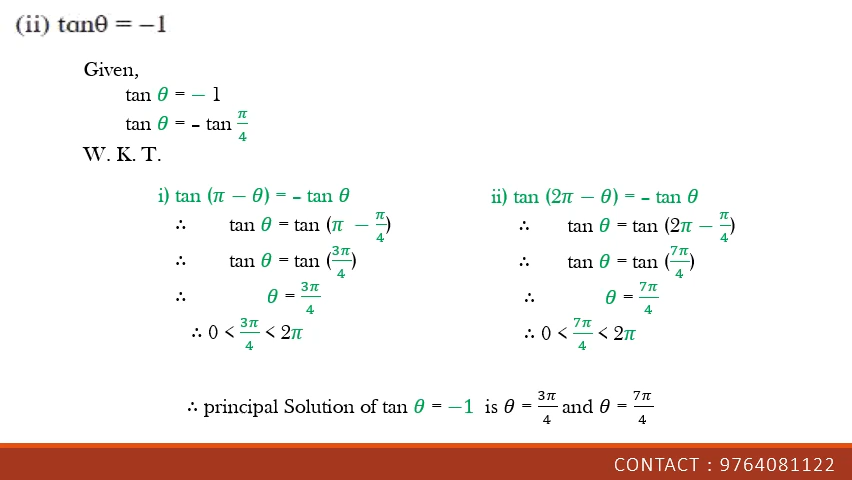 (ii) tanθ = −1
Given,
tan θ = − 1
tan θ = – tan π/4
W. K. T.
i) tan (π − θ) = – tan θ
∴ tan θ = tan (π − π/4)
∴ tan θ = tan (3π/4)
∴ θ = 3π/4
∴ 0 < 3π/4 < 2π
ii) tan (2π − θ) = – tan θ
∴ tan θ = tan (2π − π/4)
∴ tan θ = tan (7π/4)
∴ θ = 7π/4
∴ 0 < 7π/4 < 2π
∴ principal Solution of tan θ = −1 is θ = 3π/4 and θ = 7π/4
CONTACT : 9764081122